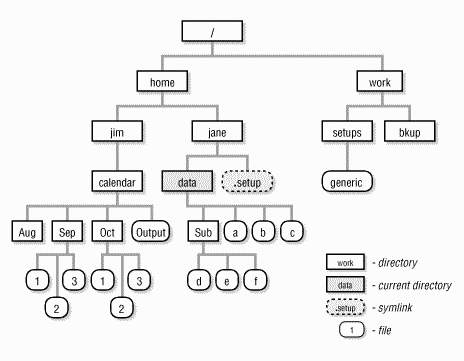 /
home
work
jim
jane
setups
bkup
calendar
data
.setup
generic
Aug
Sep
Oct
Output
Sub
a
b
c
1
3
1
3
d
e
f
2
2
work - directory
data - current directory
.setup - symlink
1 - file